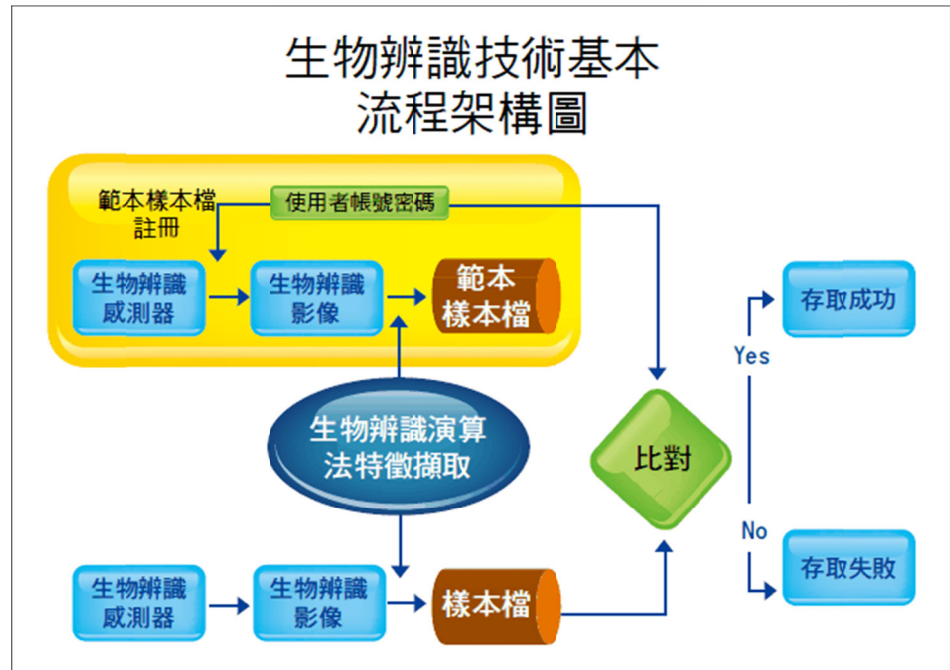 生物辨識技術基本
流程架構圖
範本樣本檔
註冊
使用者帳號密碼
生物辨識
感測器
生物辨識
影像
範本
樣本檔
生物辨識演算
法特徵擷取
比對
Yes
存取成功
No
存取失敗
生物辨識
感測器
生物辨識
影像
樣本檔